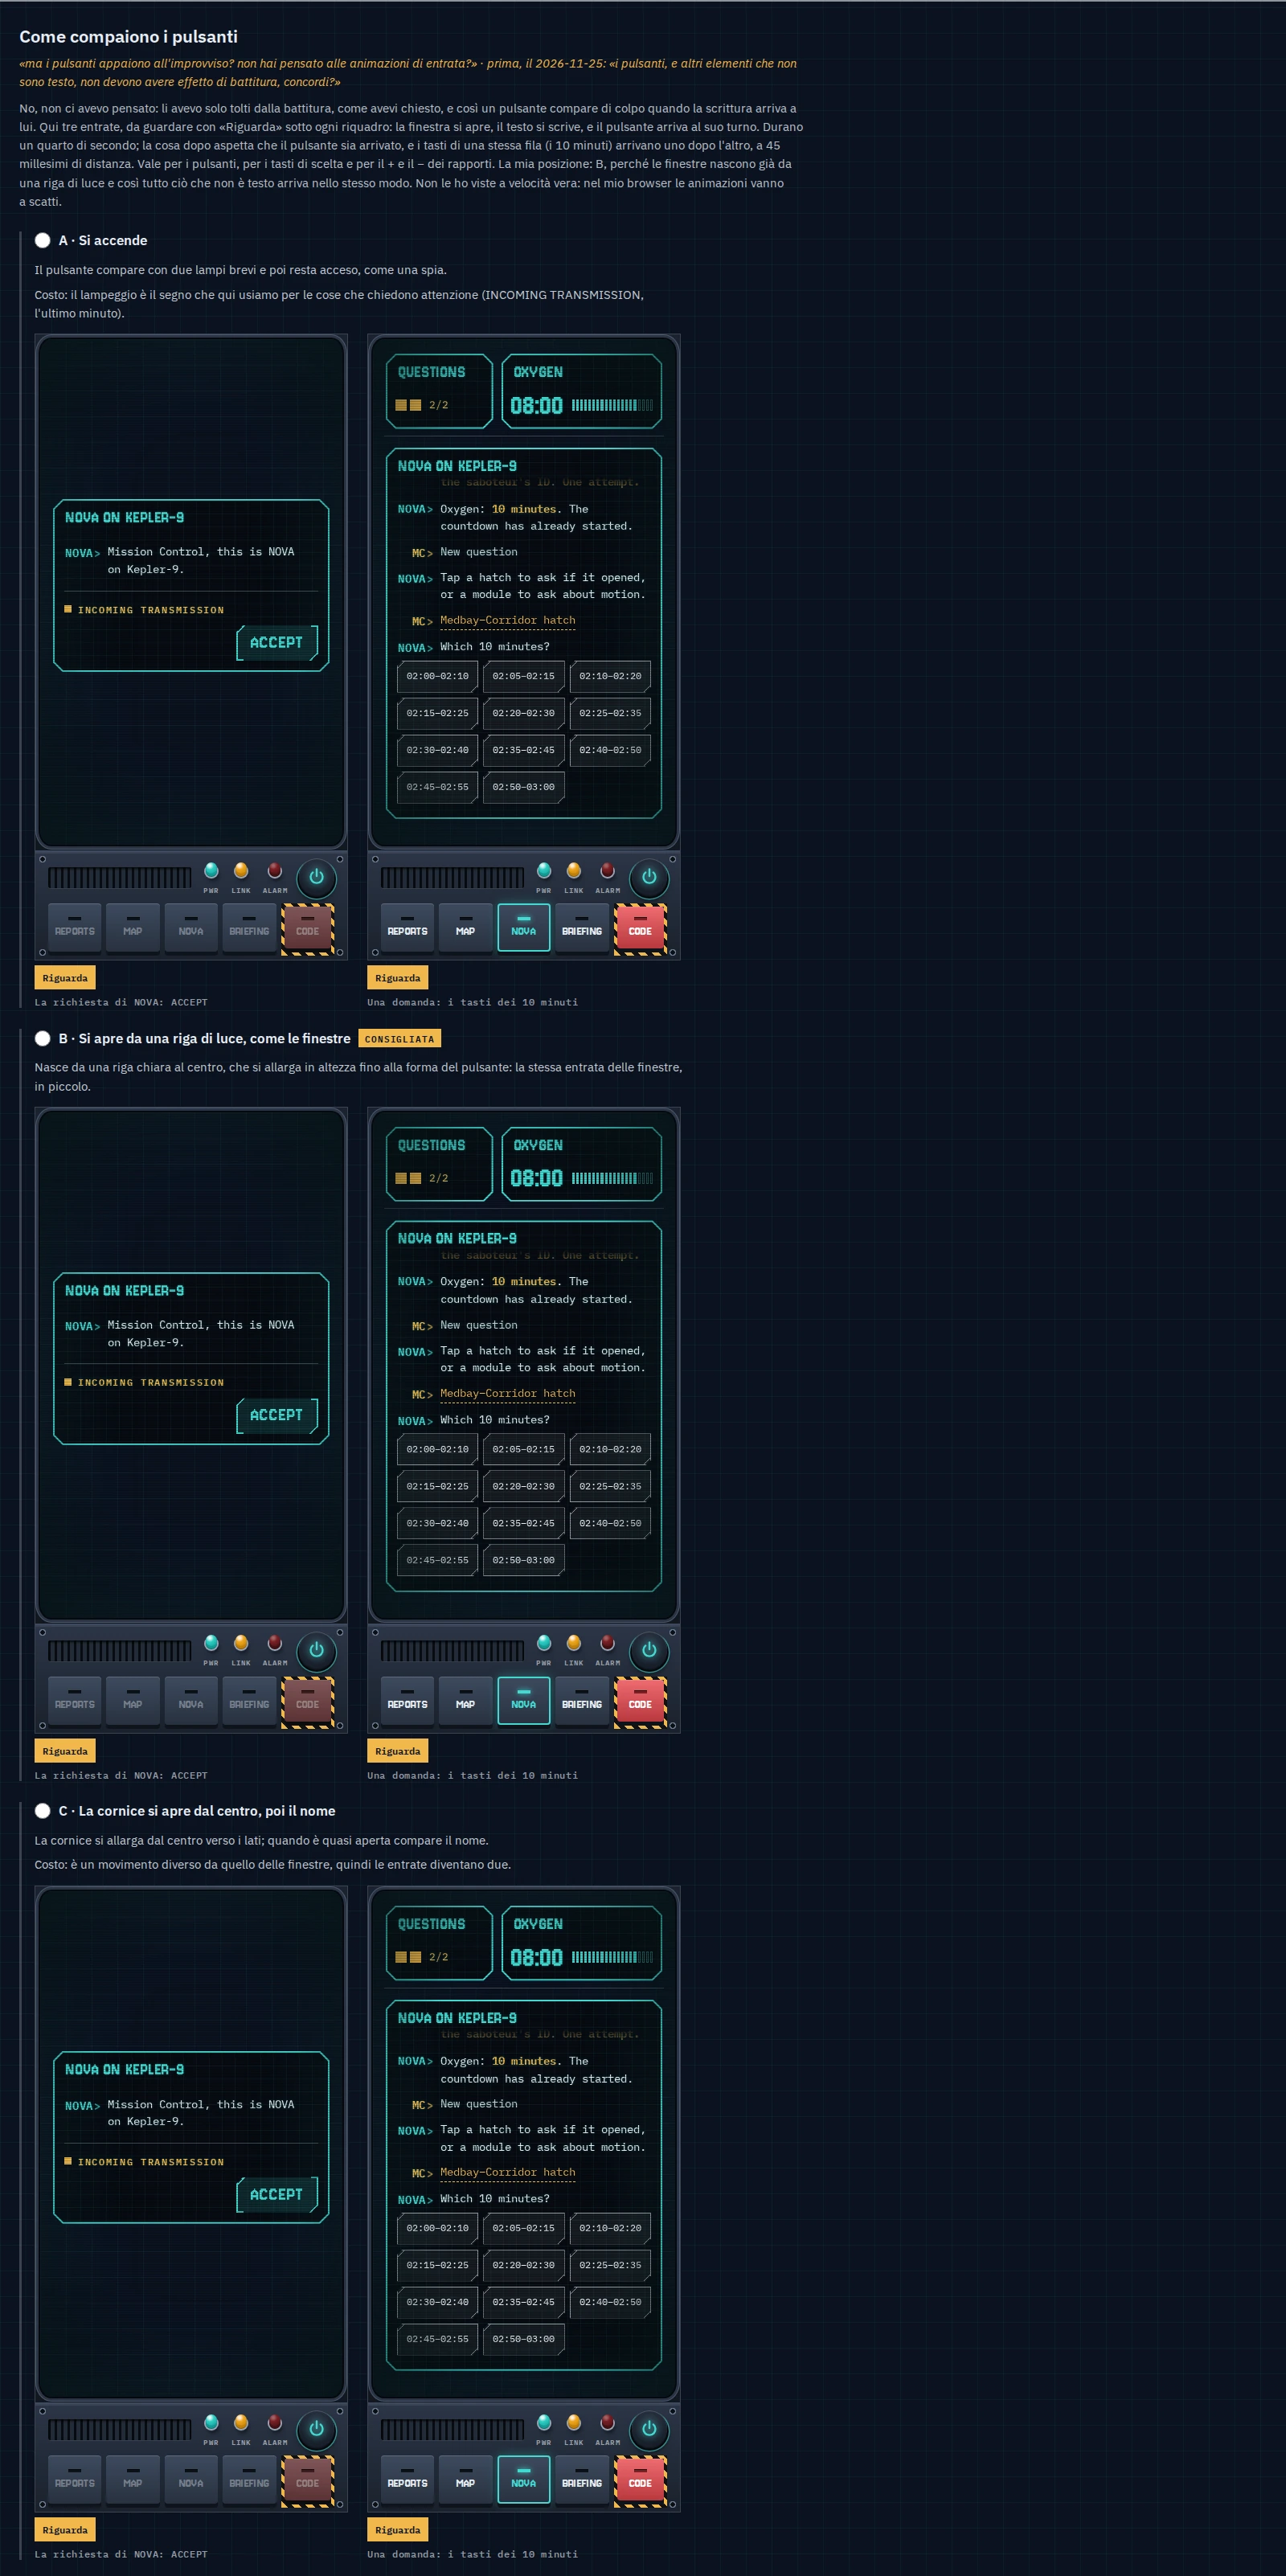 Come compaiono i pulsanti
«ma i pulsanti appaiono all'improvviso? non hai pensato alle animazioni di entrata?» · prima, il 2026-11-25: «i pulsanti, e altri elementi che non
sono testo, non devono avere effetto di battitura, concordi?»
No, non ci avevo pensato: li avevo solo tolti dalla battitura, come avevi chiesto, e così un pulsante compare di colpo quando la scrittura arriva a
lui. Qui tre entrate, da guardare con «Riguarda» sotto ogni riquadro: la finestra si apre, il testo si scrive, e il pulsante arriva al suo turno. Durano
un quarto di secondo; la cosa dopo aspetta che il pulsante sia arrivato, e i tasti di una stessa fila (i 10 minuti) arrivano uno dopo l'altro, a 45
millesimi di distanza. Vale per i pulsanti, per i tasti di scelta e per il + e il − dei rapporti. La mia posizione: B, perché le finestre nascono già da
una riga di luce e così tutto ciò che non è testo arriva nello stesso modo. Non le ho viste a velocità vera: nel mio browser le animazioni vanno
a scatti.
A · Si accende
Il pulsante compare con due lampi brevi e poi resta acceso, come una spia.
Costo: il lampeggio è il segno che qui usiamo per le cose che chiedono attenzione (INCOMING TRANSMISSION,
l'ultimo minuto).
NOVA ON KEPLER-9
NOVA> Mission Control, this is NOVA
on Kepler-9.
INCOMING TRANSMISSION
ACCEPT
PWR LINK ALARM
REPORTS MAP NOVA BRIEFING CODE
Riguarda
La richiesta di NOVA: ACCEPT
QUESTIONS OXYGEN
2/2 08:00
NOVA ON KEPLER-9
the saboteur's ID. One attempt.
NOVA> Oxygen: 10 minutes. The
countdown has already started.
MC> New question
NOVA> Tap a hatch to ask if it opened,
or a module to ask about motion.
MC> Medbay–Corridor hatch
NOVA> Which 10 minutes?
02:00–02:10 02:05–02:15 02:10–02:20
02:15–02:25 02:20–02:30 02:25–02:35
02:30–02:40 02:35–02:45 02:40–02:50
02:45–02:55 02:50–03:00
PWR LINK ALARM
REPORTS MAP NOVA BRIEFING CODE
Riguarda
Una domanda: i tasti dei 10 minuti
B · Si apre da una riga di luce, come le finestre CONSIGLIATA
Nasce da una riga chiara al centro, che si allarga in altezza fino alla forma del pulsante: la stessa entrata delle finestre,
in piccolo.
NOVA ON KEPLER-9
NOVA> Mission Control, this is NOVA
on Kepler-9.
INCOMING TRANSMISSION
ACCEPT
PWR LINK ALARM
REPORTS MAP NOVA BRIEFING CODE
Riguarda
La richiesta di NOVA: ACCEPT
QUESTIONS OXYGEN
2/2 08:00
NOVA ON KEPLER-9
the saboteur's ID. One attempt.
NOVA> Oxygen: 10 minutes. The
countdown has already started.
MC> New question
NOVA> Tap a hatch to ask if it opened,
or a module to ask about motion.
MC> Medbay–Corridor hatch
NOVA> Which 10 minutes?
02:00–02:10 02:05–02:15 02:10–02:20
02:15–02:25 02:20–02:30 02:25–02:35
02:30–02:40 02:35–02:45 02:40–02:50
02:45–02:55 02:50–03:00
PWR LINK ALARM
REPORTS MAP NOVA BRIEFING CODE
Riguarda
Una domanda: i tasti dei 10 minuti
C · La cornice si apre dal centro, poi il nome
La cornice si allarga dal centro verso i lati; quando è quasi aperta compare il nome.
Costo: è un movimento diverso da quello delle finestre, quindi le entrate diventano due.
NOVA ON KEPLER-9
NOVA> Mission Control, this is NOVA
on Kepler-9.
INCOMING TRANSMISSION
ACCEPT
PWR LINK ALARM
REPORTS MAP NOVA BRIEFING CODE
Riguarda
La richiesta di NOVA: ACCEPT
QUESTIONS OXYGEN
2/2 08:00
NOVA ON KEPLER-9
the saboteur's ID. One attempt.
NOVA> Oxygen: 10 minutes. The
countdown has already started.
MC> New question
NOVA> Tap a hatch to ask if it opened,
or a module to ask about motion.
MC> Medbay–Corridor hatch
NOVA> Which 10 minutes?
02:00–02:10 02:05–02:15 02:10–02:20
02:15–02:25 02:20–02:30 02:25–02:35
02:30–02:40 02:35–02:45 02:40–02:50
02:45–02:55 02:50–03:00
PWR LINK ALARM
REPORTS MAP NOVA BRIEFING CODE
Riguarda
Una domanda: i tasti dei 10 minuti